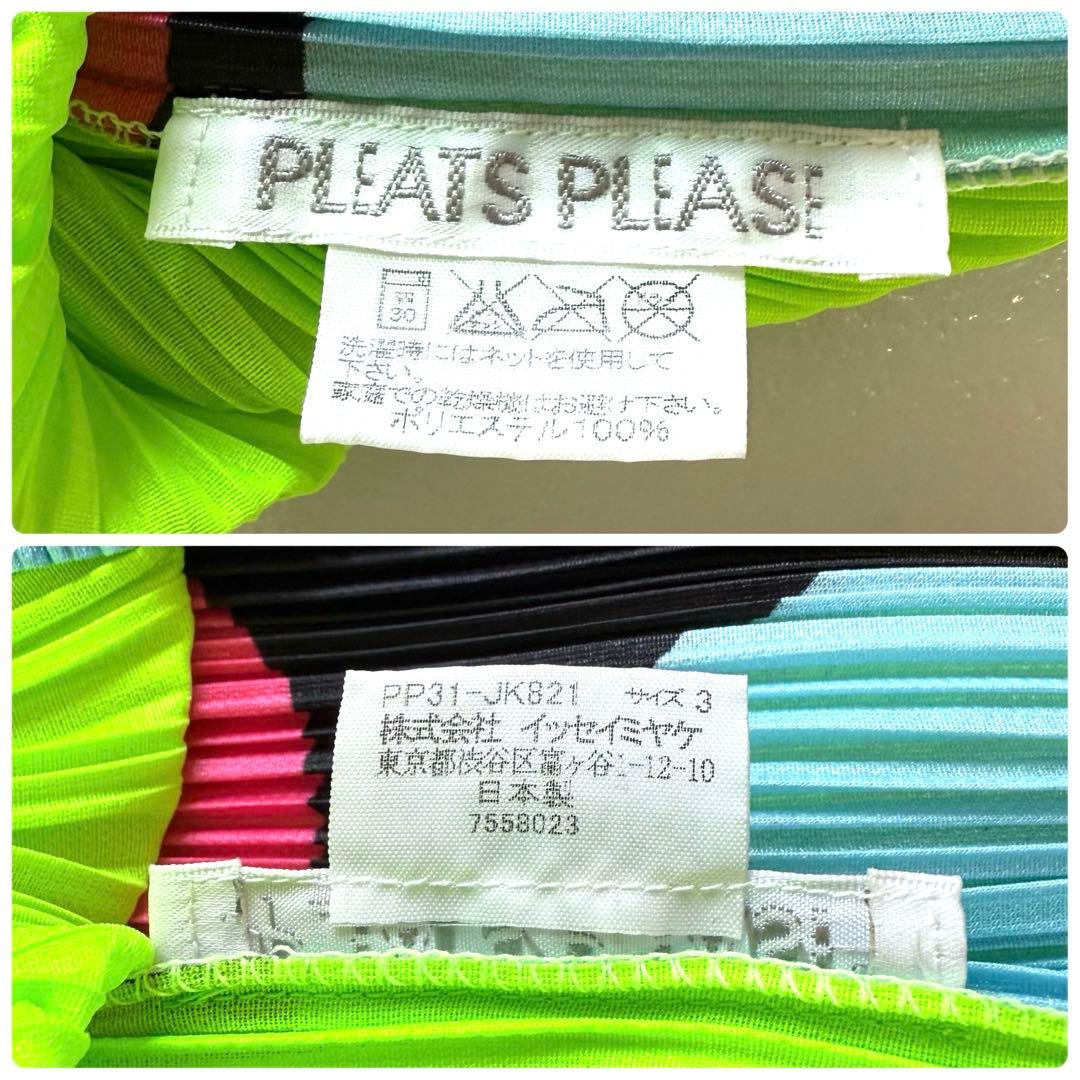 PLEATS PLEASE
30
洗濯時にはネットを使用して
下さい。
家庭での乾燥機はお避け下さい。
ポリエステル100%
PP31-JK821 サイズ 3
株式会社 イッセイミヤケ
東京都渋谷区富ヶ谷1-12-10
日本製
7558023